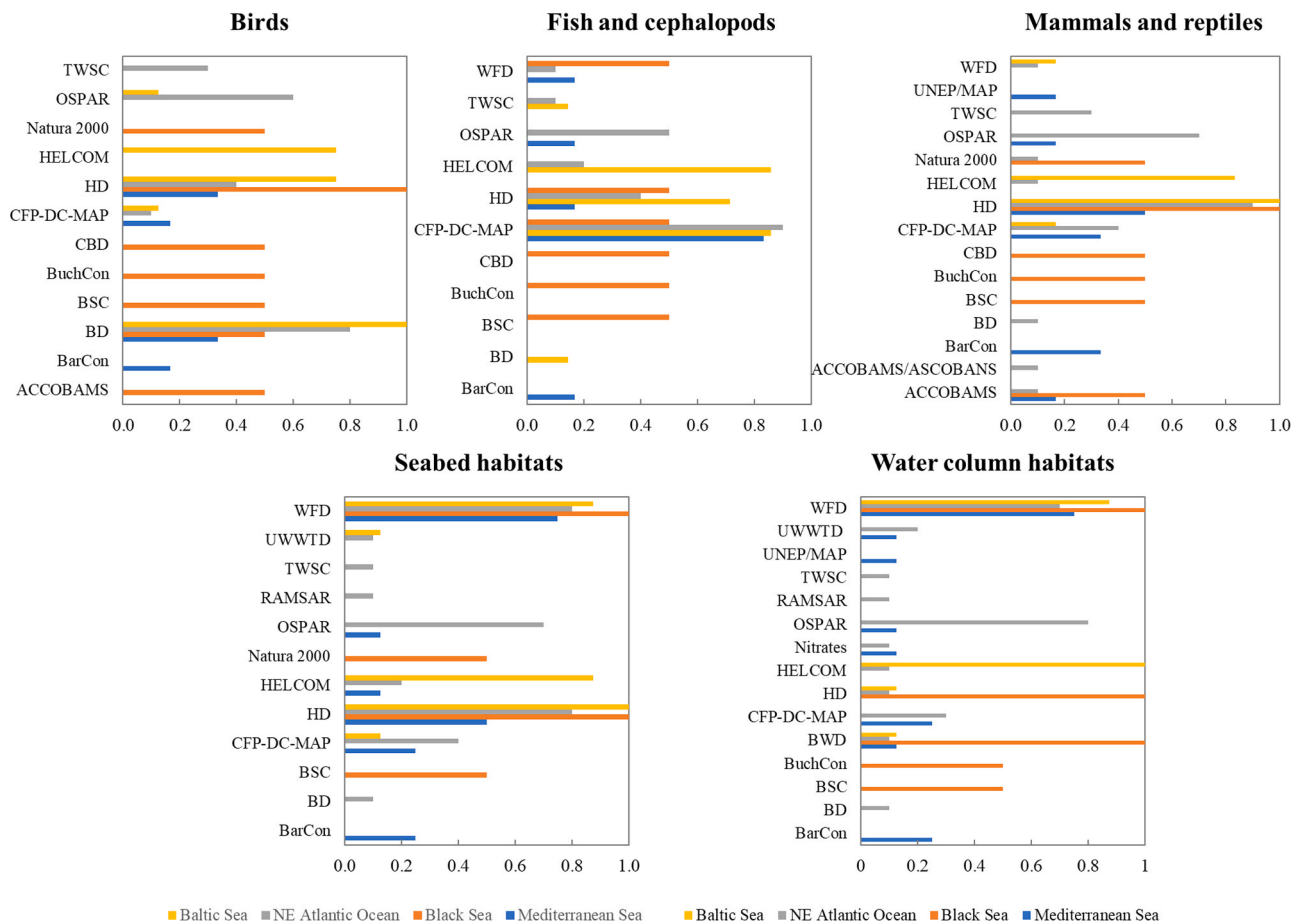 Birds
TWSC
OSPAR
Natura 2000
HELCOM
HD
CFP-DC-MAP
CBD
BuchCon
BSC
BD
BarCon
ACCOBAMS
0.0 0.2 0.4 0.6 0.8 1.0
Fish and cephalopods
WFD
TWSC
OSPAR
HELCOM
HD
CFP-DC-MAP
CBD
BuchCon
BSC
BD
BarCon
0.0 0.2 0.4 0.6 0.8 1.0
Mammals and reptiles
WFD
UNEP/MAP
TWSC
OSPAR
Natura 2000
HELCOM
HD
CFP-DC-MAP
CBD
BuchCon
BSC
BD
BarCon
ACCOBAMS/ASCOBANS
ACCOBAMS
0.0 0.2 0.4 0.6 0.8 1.0
Seabed habitats
WFD
UWWTD
TWSC
RAMSAR
OSPAR
Natura 2000
HELCOM
HD
CFP-DC-MAP
BSC
BD
BarCon
0.0 0.2 0.4 0.6 0.8 1.0
Baltic Sea NE Atlantic Ocean Black Sea Mediterranean Sea
Water column habitats
WFD
UWWTD
UNEP/MAP
TWSC
RAMSAR
OSPAR
Nitrates
HELCOM
HD
CFP-DC-MAP
BWD
BuchCon
BSC
BD
BarCon
0 0.2 0.4 0.6 0.8 1
Baltic Sea NE Atlantic Ocean Black Sea Mediterranean Sea